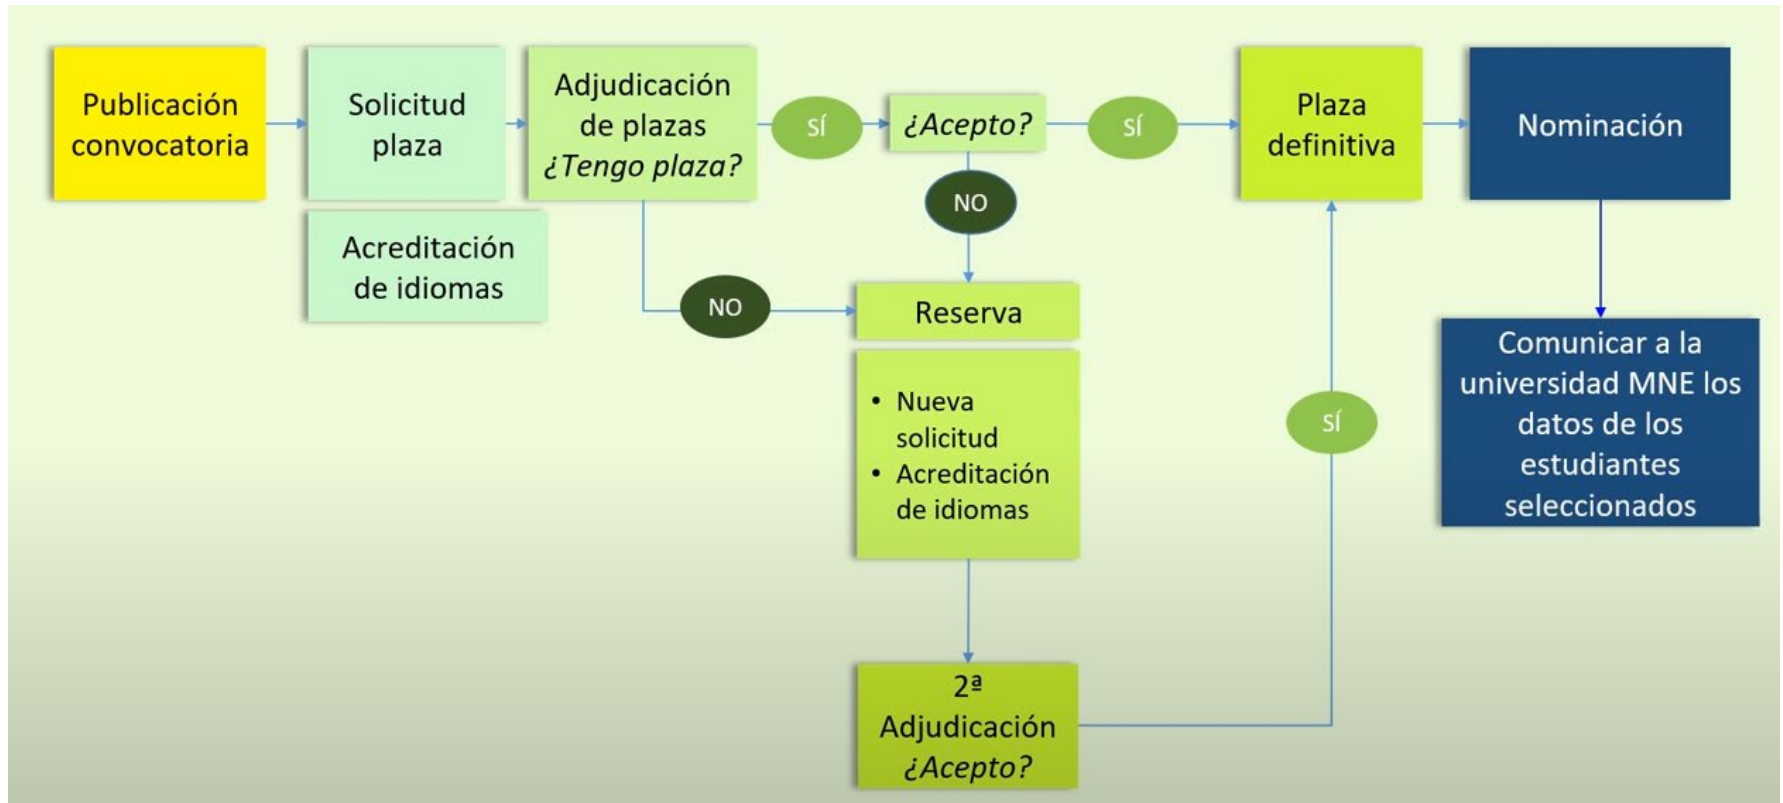 Publicación
convocatoria
Solicitud
plaza
Acreditación
de idiomas
Adjudicación
de plazas
¿Tengo plaza?
SÍ
¿Acepto?
SÍ
NO
NO
Reserva
• Nueva
solicitud
• Acreditación
de idiomas
2ª
Adjudicación
¿Acepto?
SÍ
Plaza
definitiva
Nominación
Comunicar a la
universidad MNE los
datos de los
estudiantes
seleccionados